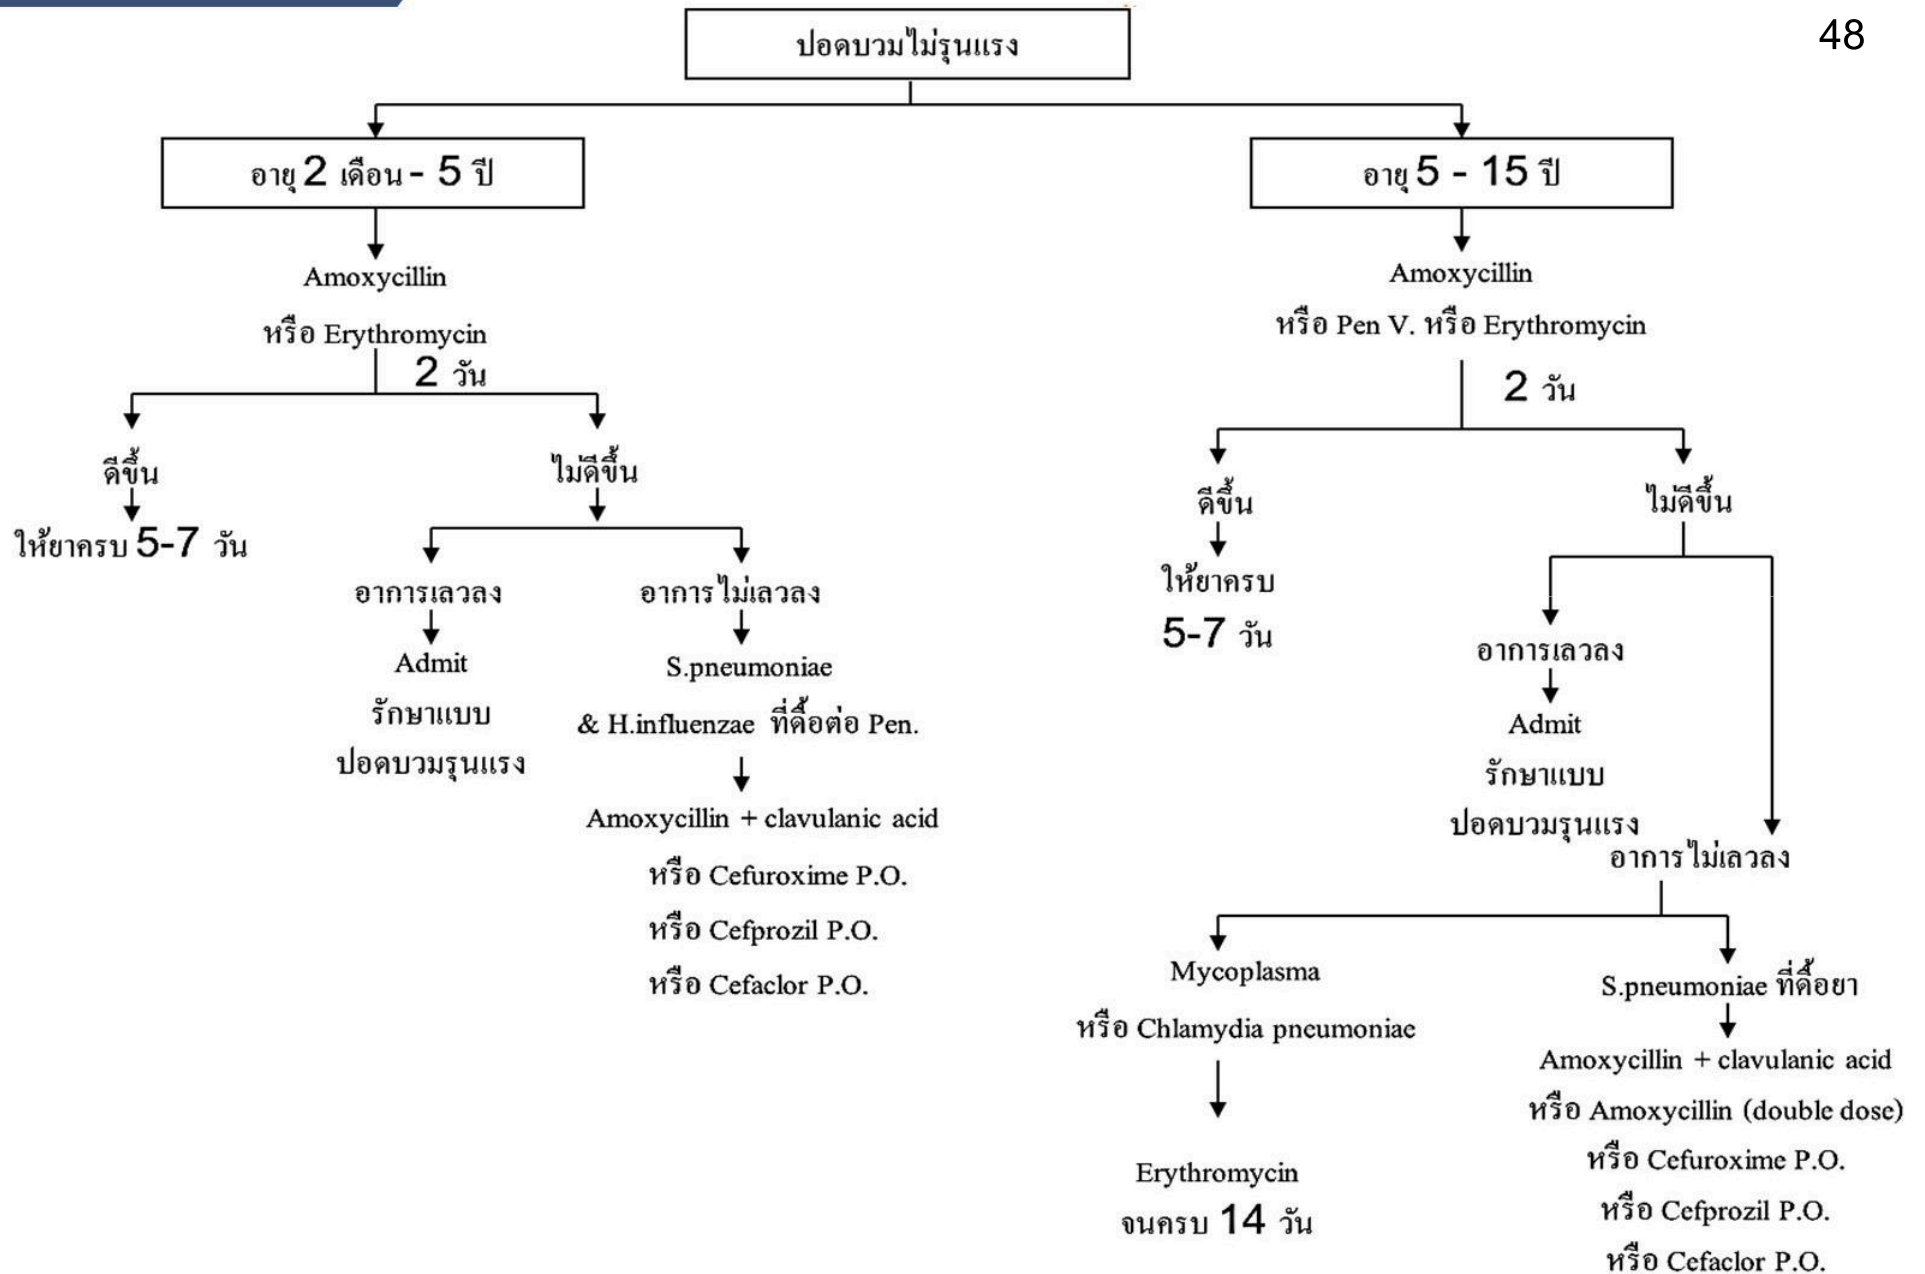 48
ปอดบวมไม่รุนแรง
อายุ 2 เดือน - 5 ปี
Amoxycillin
หรือ Erythromycin
2 วัน
ดีขึ้น
ให้ยาครบ 5-7 วัน
ไม่ดีขึ้น
อาการเลวลง
Admit
รักษาแบบ
ปอดบวมรุนแรง
อาการไม่เลวลง
S.pneumoniae
& H.influenzae ที่ดื้อต่อ Pen.
Amoxycillin + clavulanic acid
หรือ Cefuroxime P.O.
หรือ Cefprozil P.O.
หรือ Cefaclor P.O.
อายุ 5 - 15 ปี
Amoxycillin
หรือ Pen V. หรือ Erythromycin
2 วัน
ดีขึ้น
ให้ยาครบ
5-7 วัน
ไม่ดีขึ้น
อาการเลวลง
Admit
รักษาแบบ
ปอดบวมรุนแรง
อาการไม่เลวลง
Mycoplasma
หรือ Chlamydia pneumoniae
Erythromycin
จนครบ 14 วัน
S.pneumoniae ที่ดื้อยา
Amoxycillin + clavulanic acid
หรือ Amoxycillin (double dose)
หรือ Cefuroxime P.O.
หรือ Cefprozil P.O.
หรือ Cefaclor P.O.